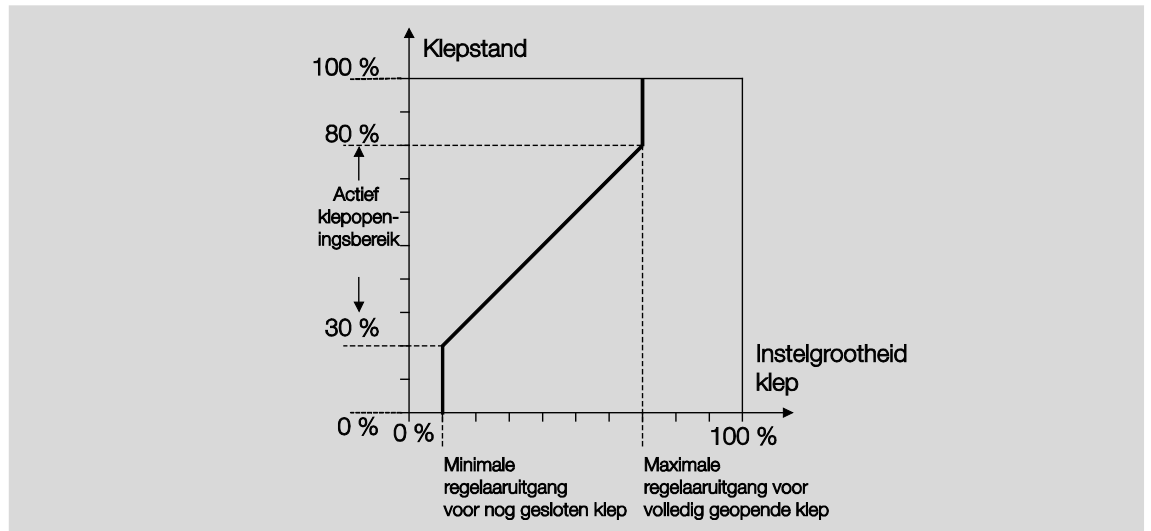 Klepstand
100 %
80 %
Actief
klepopen-
ingsbereik
30 %
Instelgrootheid
klep
0 %
0 %
100 %
Minimale
regelaaruitgang
voor nog gesloten klep
Maximale
regelaaruitgang voor
volledig geopende klep